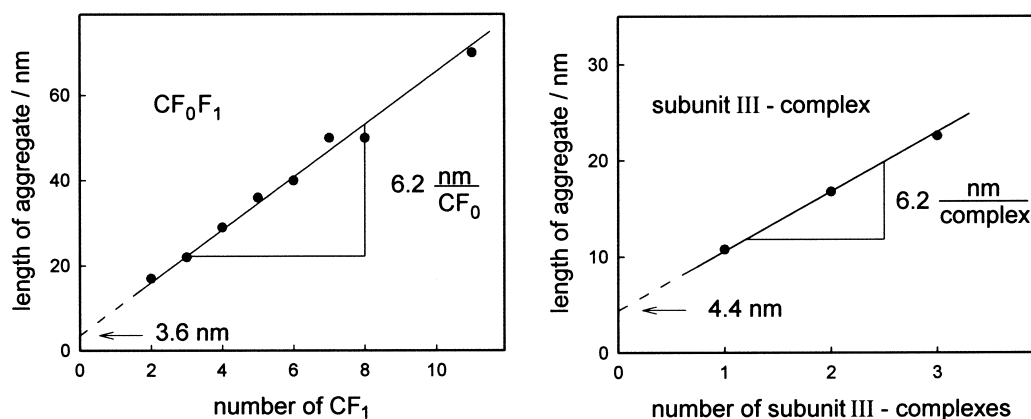 length of aggregate / nm
60
40
20
0
CF₀F₁
6.2 nm/CF₀
3.6 nm
2
4
6
8
10
number of CF₁
length of aggregate / nm
30
20
10
0
subunit III - complex
6.2 nm/complex
4.4 nm
0
1
2
3
number of subunit III - complexes